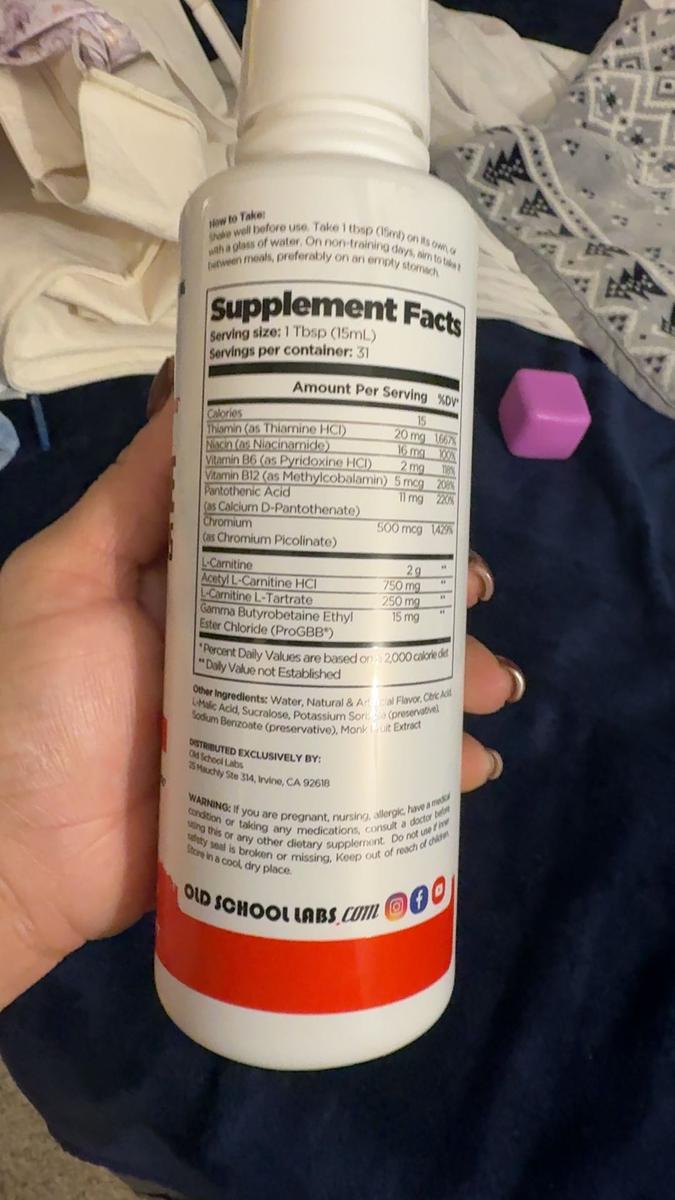 How to Take:
Shake well before use. Take 1 tbsp (15ml) on its own, or
with a glass of water. On non-training days, aim to take it
between meals, preferably on an empty stomach.
Supplement Facts
Serving size: 1 Tbsp (15mL)
Servings per container: 31
Amount Per Serving %DV*
Calories 15
Thiamin (as Thiamine HCl) 20 mg 1,667%
Niacin (as Niacinamide) 16 mg 100%
Vitamin B6 (as Pyridoxine HCl) 2 mg 118%
Vitamin B12 (as Methylcobalamin) 5 mcg 208%
Pantothenic Acid 11 mg 220%
(as Calcium D-Pantothenate)
Chromium 500 mcg 1,429%
(as Chromium Picolinate)
L-Carnitine 2 g **
Acetyl L-Carnitine HCl 750 mg **
L-Carnitine L-Tartrate 250 mg **
Gamma Butyrobetaine Ethyl 15 mg **
Ester Chloride (ProGBB®)
*Percent Daily Values are based on a 2,000 calorie diet
**Daily Value not Established
Other Ingredients: Water, Natural & Artificial Flavor, Citric Acid,
L-Malic Acid, Sucralose, Potassium Sorbate (preservative),
Sodium Benzoate (preservative), Monk Fruit Extract
DISTRIBUTED EXCLUSIVELY BY:
Old School Labs
25 Mauchly Ste 314, Irvine, CA 92618
WARNING: If you are pregnant, nursing, allergic, have a medical
condition or taking any medications, consult a doctor before
using this or any other dietary supplement. Do not use if inner
safety seal is broken or missing, Keep out of reach of children.
Store in a cool, dry place.
OLD SCHOOL LABS.com